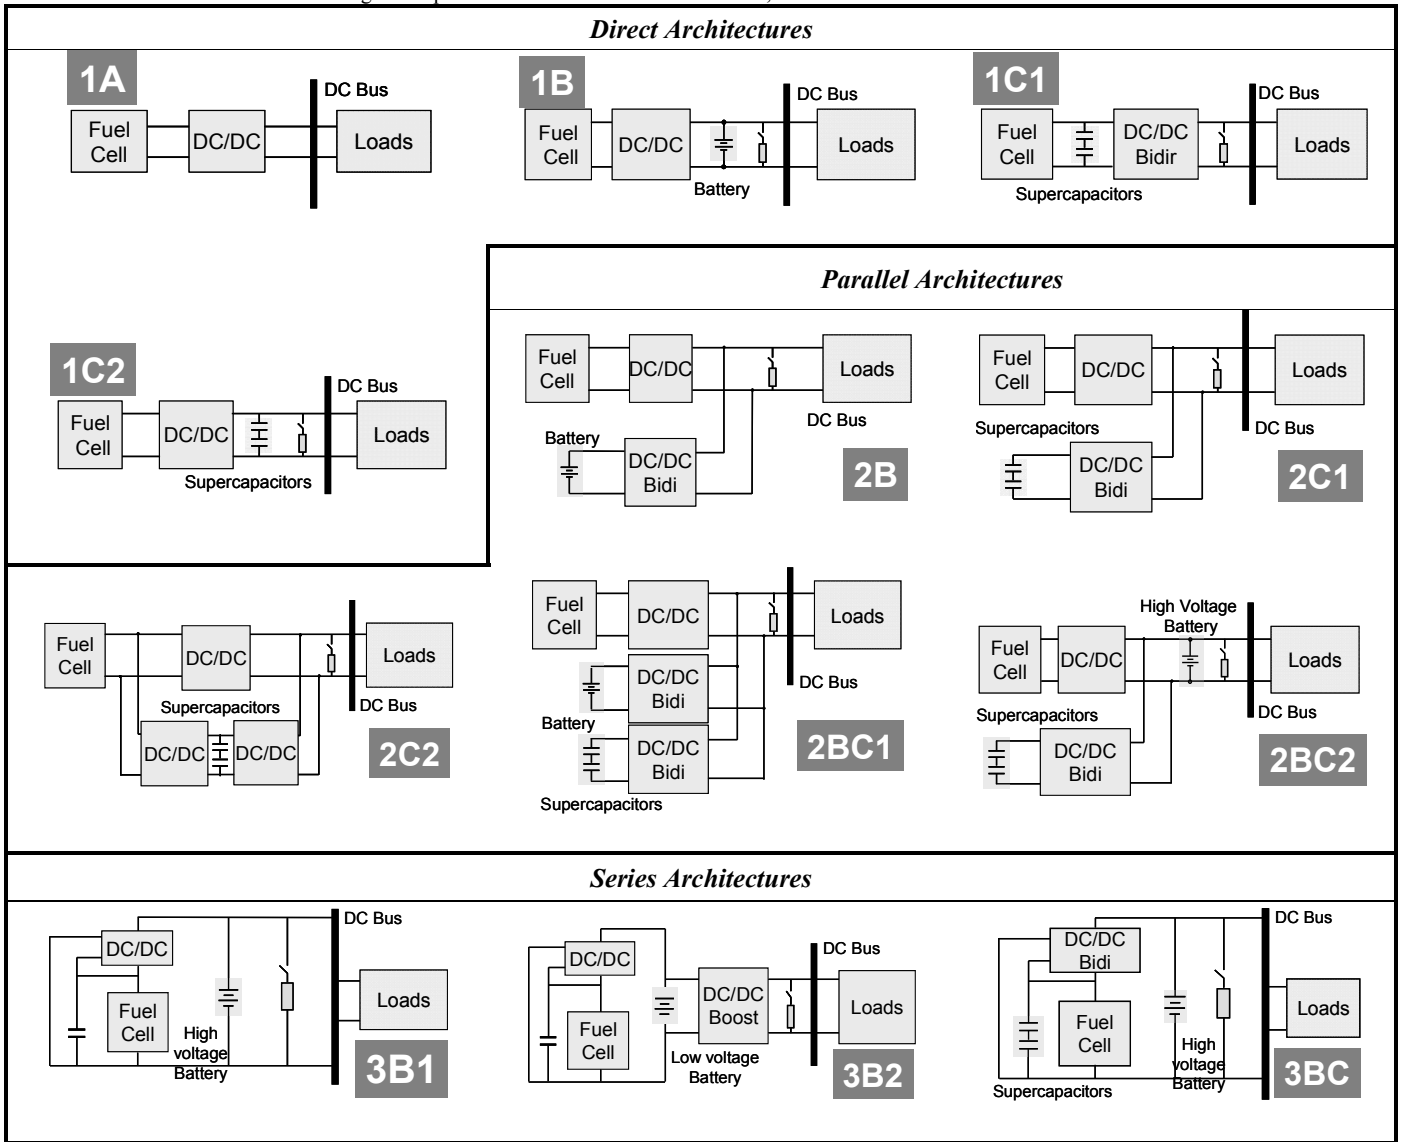 Direct Architectures
1A
DC Bus
Fuel
Cell
DC/DC
Loads
1B
DC Bus
Fuel
Cell
DC/DC
Loads
Battery
1C1
DC Bus
Fuel
Cell
DC/DC
Bidir
Loads
Supercapacitors
1C2
DC Bus
Fuel
Cell
DC/DC
Loads
Supercapacitors
Parallel Architectures
Fuel
Cell
DC/DC
Loads
DC Bus
Battery
DC/DC
Bidi
2B
Fuel
Cell
DC/DC
Loads
DC Bus
Supercapacitors
DC/DC
Bidi
2C1
Fuel
Cell
DC/DC
Loads
DC Bus
Supercapacitors
DC/DC
DC/DC
2C2
Fuel
Cell
DC/DC
Loads
DC/DC
Bidi
DC Bus
Battery
DC/DC
Bidi
Supercapacitors
2BC1
High Voltage
Battery
Fuel
Cell
DC/DC
Loads
DC Bus
Supercapacitors
DC/DC
Bidi
2BC2
Series Architectures
DC Bus
DC/DC
Fuel
Cell
Loads
High
voltage
Battery
3B1
DC Bus
DC/DC
DC/DC
Boost
Loads
Fuel
Cell
Low voltage
Battery
3B2
DC Bus
DC/DC
Bidi
Fuel
Cell
Loads
High
voltage
Battery
Supercapacitors
3BC